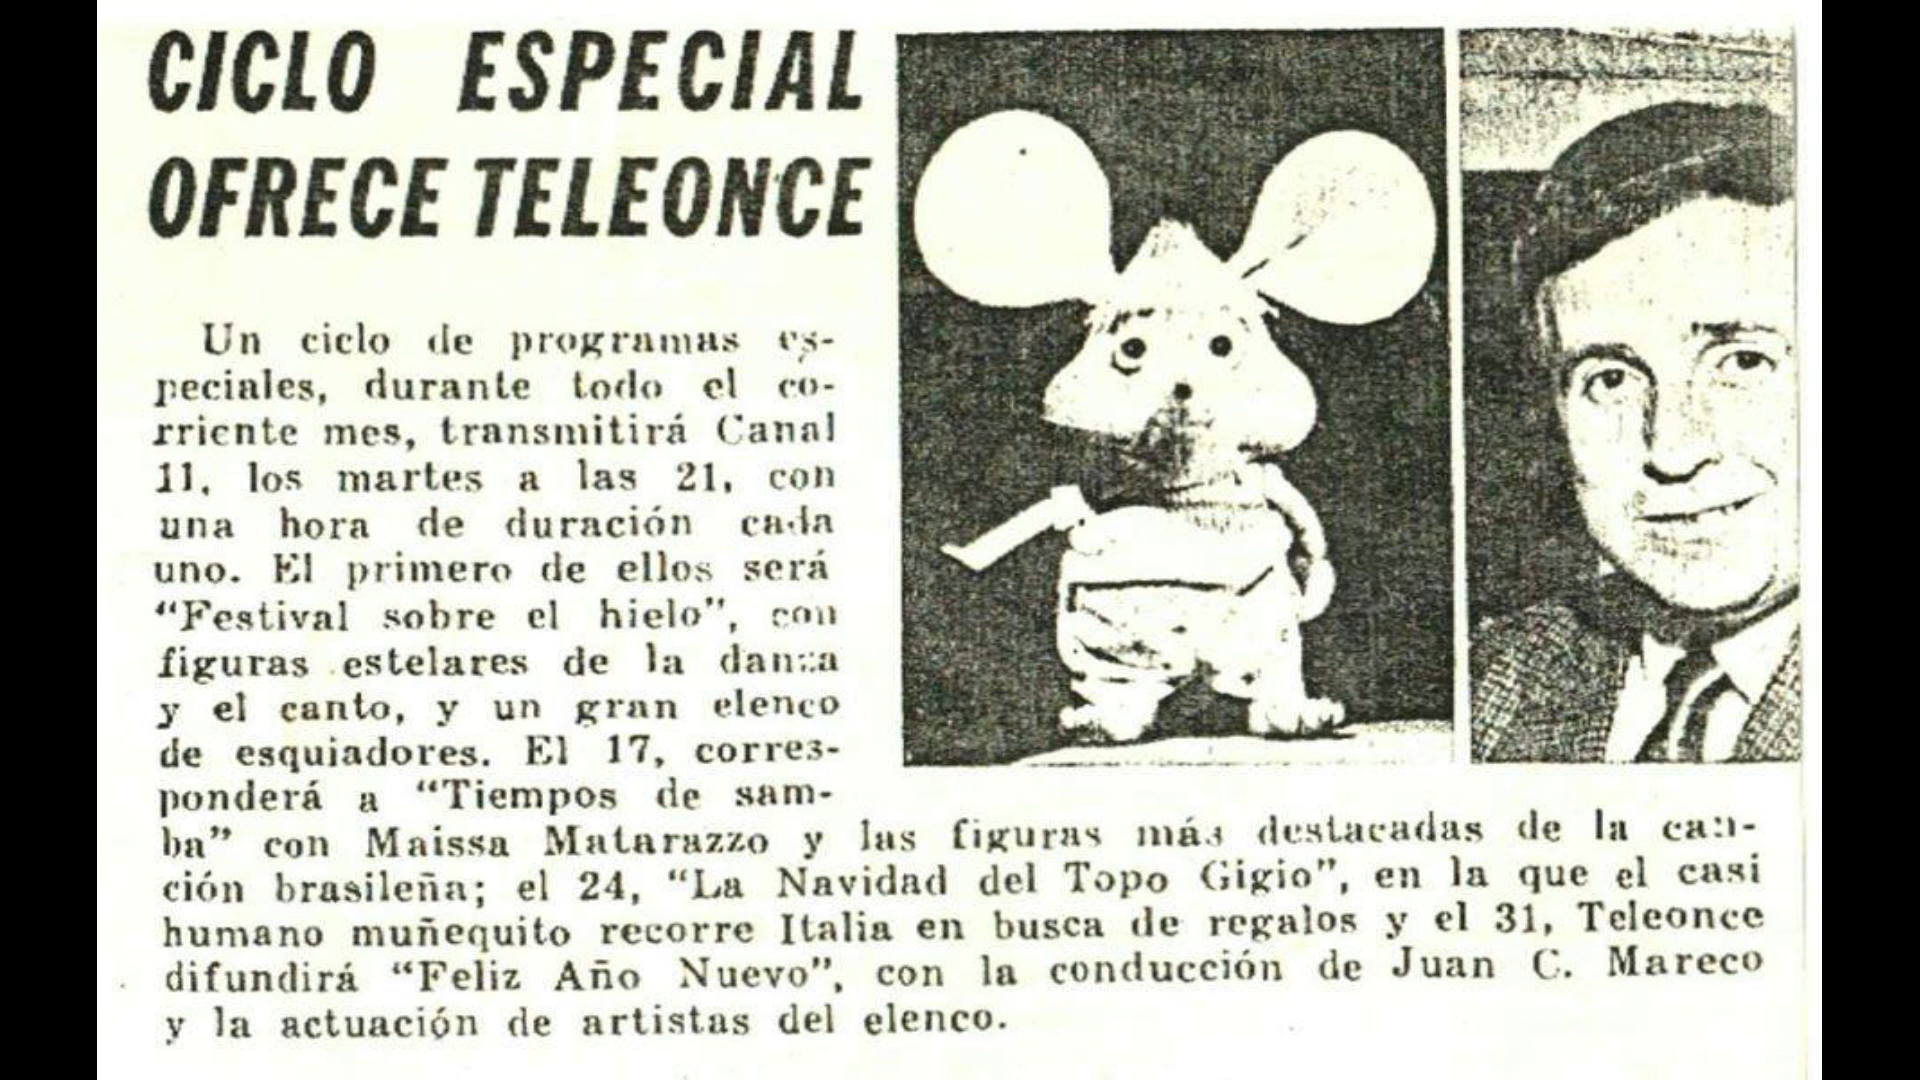 CICLO ESPECIAL
OFRECE TELEONCE
Un ciclo de programas es-
peciales, durante todo el co-
rriente mes, transmitirá Canal
11, los martes a las 21, con
una hora de duración cada
uno. El primero de ellos será
“Festival sobre el hielo”, con
figuras estelares de la danza
y el canto, y un gran elenco
de esquiadores. El 17, corres-
ponderá a “Tiempos de sam-
ba” con Maissa Matarazzo y las figuras más destacadas de la can-
ción brasileña; el 24, “La Navidad del Topo Gigio”, en la que el casi
humano muñequito recorre Italia en busca de regalos y el 31, Teleonce
difundirá “Feliz Año Nuevo”, con la conducción de Juan C. Mareco
y la actuación de artistas del elenco.